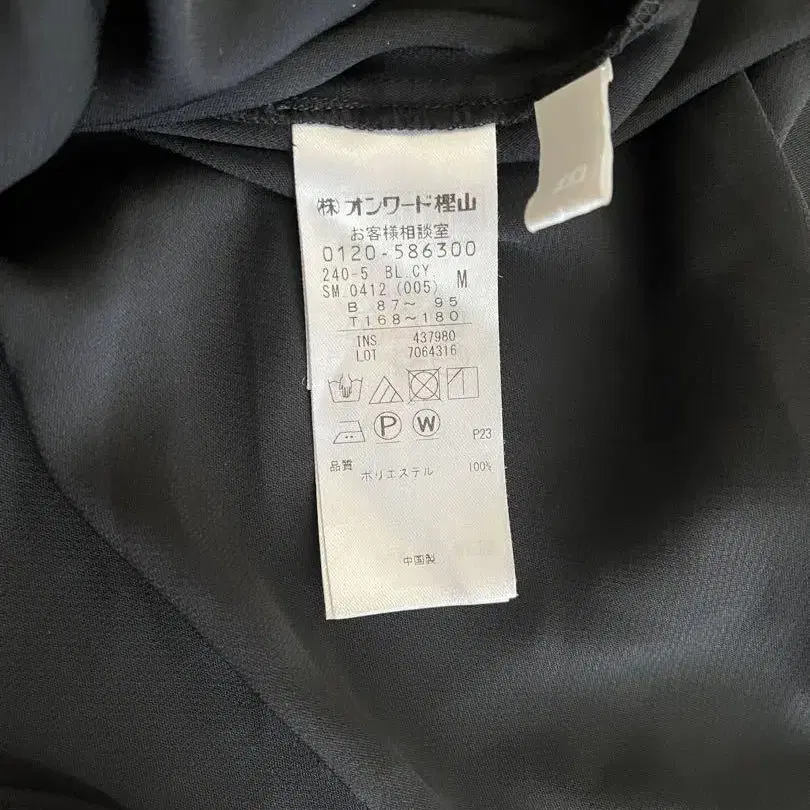 ㈱オンワード樫山
お客様相談室
0120-586300
240-5 BL.CY.
SM 0412 (005) M
B 87~ 95
T168~180
INS 437980
LOT 7064316
P W
P23
品質
ポリエステル 100%
中国製